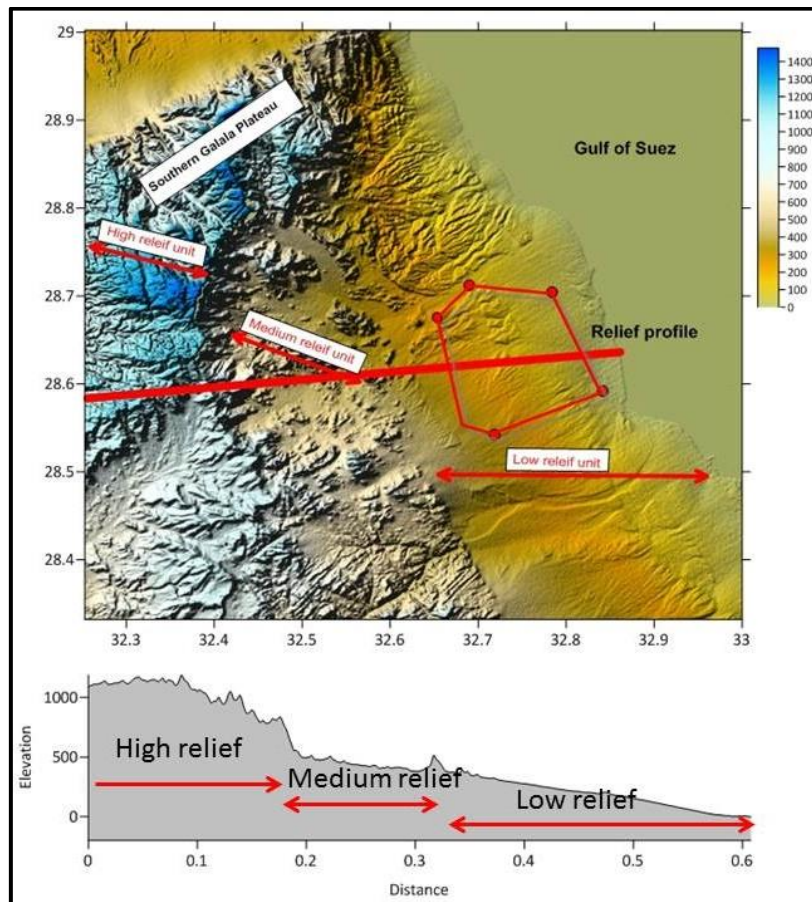 29
28.9
28.8
28.7
28.6
28.5
28.4
32.3 32.4 32.5 32.6 32.7 32.8 32.9 33
Southern Galala Plateau
Gulf of Suez
High releif unit
Medium releif unit
Relief profile
Low releif unit
1400
1300
1200
1100
1000
900
800
700
600
500
400
300
200
100
0
Elevation
1000
500
0
High relief
Medium relief
Low relief
0 0.1 0.2 0.3 0.4 0.5 0.6
Distance